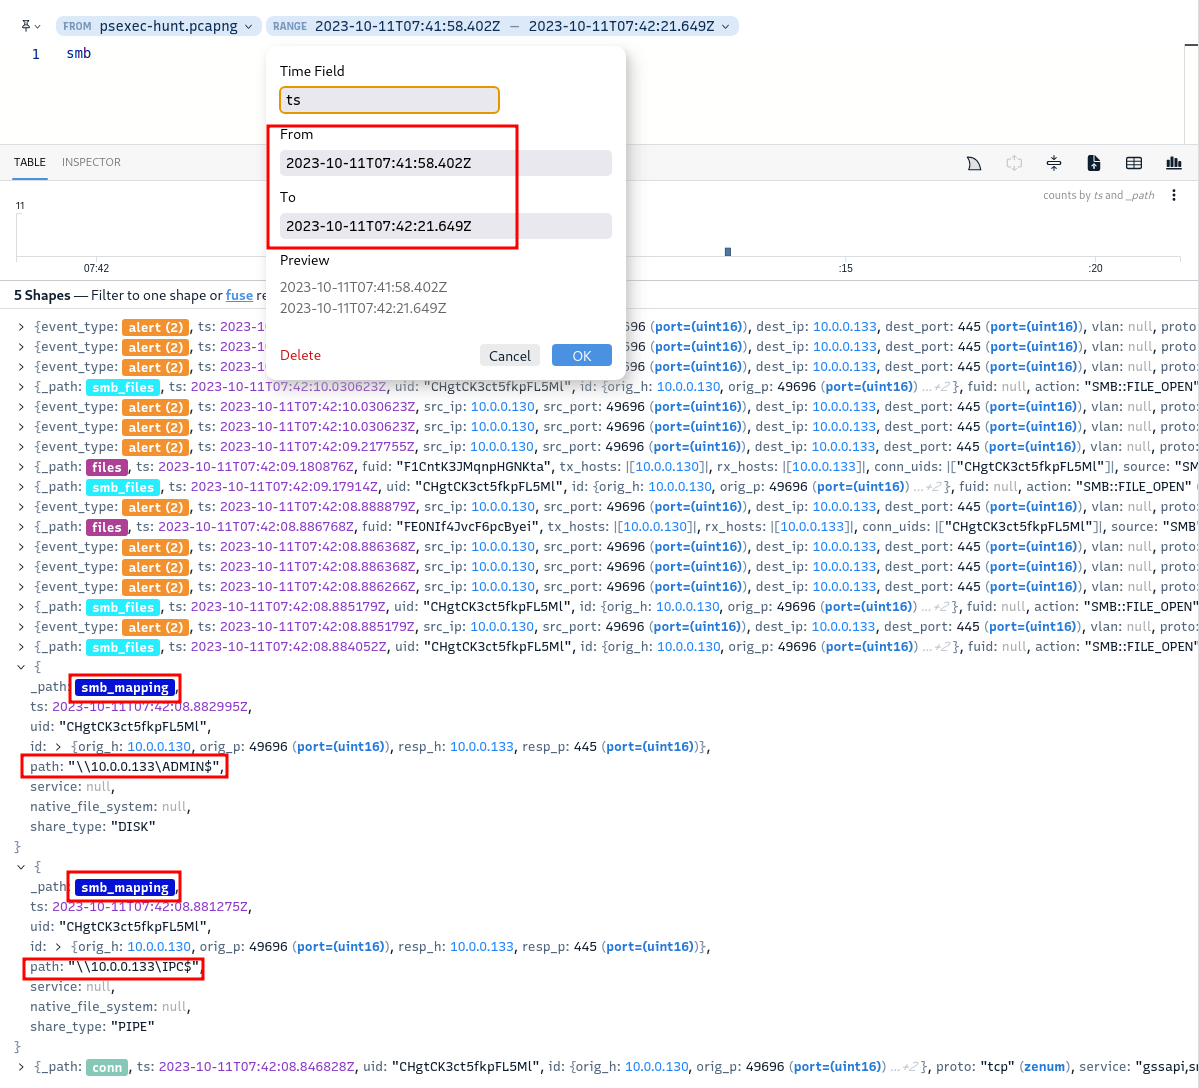 FROM psexec-hunt.pcapng RANGE 2023-10-11T07:41:58.402Z — 2023-10-11T07:42:21.649Z
1 smb
Time Field
ts
From
2023-10-11T07:41:58.402Z
To
2023-10-11T07:42:21.649Z
Preview
2023-10-11T07:41:58.402Z
2023-10-11T07:42:21.649Z
Delete Cancel OK
TABLE INSPECTOR
counts by ts and _path
11
07:42 :15 :20
5 Shapes — Filter to one shape or fuse re
{event_type: alert (2), ts: 2023-10 696 (port=(uint16)), dest_ip: 10.0.0.133, dest_port: 445 (port=(uint16)), vlan: null, proto:
{event_type: alert (2), ts: 2023-10 696 (port=(uint16)), dest_ip: 10.0.0.133, dest_port: 445 (port=(uint16)), vlan: null, proto:
{event_type: alert (2), ts: 2023-10 696 (port=(uint16)), dest_ip: 10.0.0.133, dest_port: 445 (port=(uint16)), vlan: null, proto:
{_path: smb_files, ts: 2023-10-11T07:42:10.030623Z, uid: "CHgtCK3ct5fkpFL5Ml", id: {orig_h: 10.0.0.130, orig_p: 49696 (port=(uint16)) ...+2}, fuid: null, action: "SMB::FILE_OPEN"
{event_type: alert (2), ts: 2023-10-11T07:42:10.030623Z, src_ip: 10.0.0.130, src_port: 49696 (port=(uint16)), dest_ip: 10.0.0.133, dest_port: 445 (port=(uint16)), vlan: null, proto:
{event_type: alert (2), ts: 2023-10-11T07:42:10.030623Z, src_ip: 10.0.0.130, src_port: 49696 (port=(uint16)), dest_ip: 10.0.0.133, dest_port: 445 (port=(uint16)), vlan: null, proto:
{event_type: alert (2), ts: 2023-10-11T07:42:09.217755Z, src_ip: 10.0.0.130, src_port: 49696 (port=(uint16)), dest_ip: 10.0.0.133, dest_port: 445 (port=(uint16)), vlan: null, proto:
{_path: files, ts: 2023-10-11T07:42:09.180876Z, fuid: "F1CntK3JMqnpHGNKta", tx_hosts: |[10.0.0.130]|, rx_hosts: |[10.0.0.133]|, conn_uids: |["CHgtCK3ct5fkpFL5Ml"]|, source: "SM
{_path: smb_files, ts: 2023-10-11T07:42:09.17914Z, uid: "CHgtCK3ct5fkpFL5Ml", id: {orig_h: 10.0.0.130, orig_p: 49696 (port=(uint16)) ...+2}, fuid: null, action: "SMB::FILE_OPEN" (
{event_type: alert (2), ts: 2023-10-11T07:42:08.888879Z, src_ip: 10.0.0.130, src_port: 49696 (port=(uint16)), dest_ip: 10.0.0.133, dest_port: 445 (port=(uint16)), vlan: null, proto:
{_path: files, ts: 2023-10-11T07:42:08.886768Z, fuid: "FEONIf4JvcF6pcByei", tx_hosts: |[10.0.0.130]|, rx_hosts: |[10.0.0.133]|, conn_uids: |["CHgtCK3ct5fkpFL5Ml"]|, source: "SMB"
{event_type: alert (2), ts: 2023-10-11T07:42:08.886368Z, src_ip: 10.0.0.130, src_port: 49696 (port=(uint16)), dest_ip: 10.0.0.133, dest_port: 445 (port=(uint16)), vlan: null, proto:
{event_type: alert (2), ts: 2023-10-11T07:42:08.886368Z, src_ip: 10.0.0.130, src_port: 49696 (port=(uint16)), dest_ip: 10.0.0.133, dest_port: 445 (port=(uint16)), vlan: null, proto:
{event_type: alert (2), ts: 2023-10-11T07:42:08.886266Z, src_ip: 10.0.0.130, src_port: 49696 (port=(uint16)), dest_ip: 10.0.0.133, dest_port: 445 (port=(uint16)), vlan: null, proto:
{_path: smb_files, ts: 2023-10-11T07:42:08.885179Z, uid: "CHgtCK3ct5fkpFL5Ml", id: {orig_h: 10.0.0.130, orig_p: 49696 (port=(uint16)) ...+2}, fuid: null, action: "SMB::FILE_OPEN"
{event_type: alert (2), ts: 2023-10-11T07:42:08.885179Z, src_ip: 10.0.0.130, src_port: 49696 (port=(uint16)), dest_ip: 10.0.0.133, dest_port: 445 (port=(uint16)), vlan: null, proto:
{_path: smb_files, ts: 2023-10-11T07:42:08.884052Z, uid: "CHgtCK3ct5fkpFL5Ml", id: {orig_h: 10.0.0.130, orig_p: 49696 (port=(uint16)) ...+2}, fuid: null, action: "SMB::FILE_OPEN"
{
_path: smb_mapping,
ts: 2023-10-11T07:42:08.882995Z,
uid: "CHgtCK3ct5fkpFL5Ml",
id: > {orig_h: 10.0.0.130, orig_p: 49696 (port=(uint16)), resp_h: 10.0.0.133, resp_p: 445 (port=(uint16))},
path: "\\10.0.0.133\ADMIN$",
service: null,
native_file_system: null,
share_type: "DISK"
}
{
_path: smb_mapping,
ts: 2023-10-11T07:42:08.881275Z,
uid: "CHgtCK3ct5fkpFL5Ml",
id: > {orig_h: 10.0.0.130, orig_p: 49696 (port=(uint16)), resp_h: 10.0.0.133, resp_p: 445 (port=(uint16))},
path: "\\10.0.0.133\IPC$",
service: null,
native_file_system: null,
share_type: "PIPE"
}
{_path: conn, ts: 2023-10-11T07:42:08.846828Z, uid: "CHgtCK3ct5fkpFL5Ml", id: {orig_h: 10.0.0.130, orig_p: 49696 (port=(uint16)) ...+2}, proto: "tcp" (zenum), service: "gssapi,s